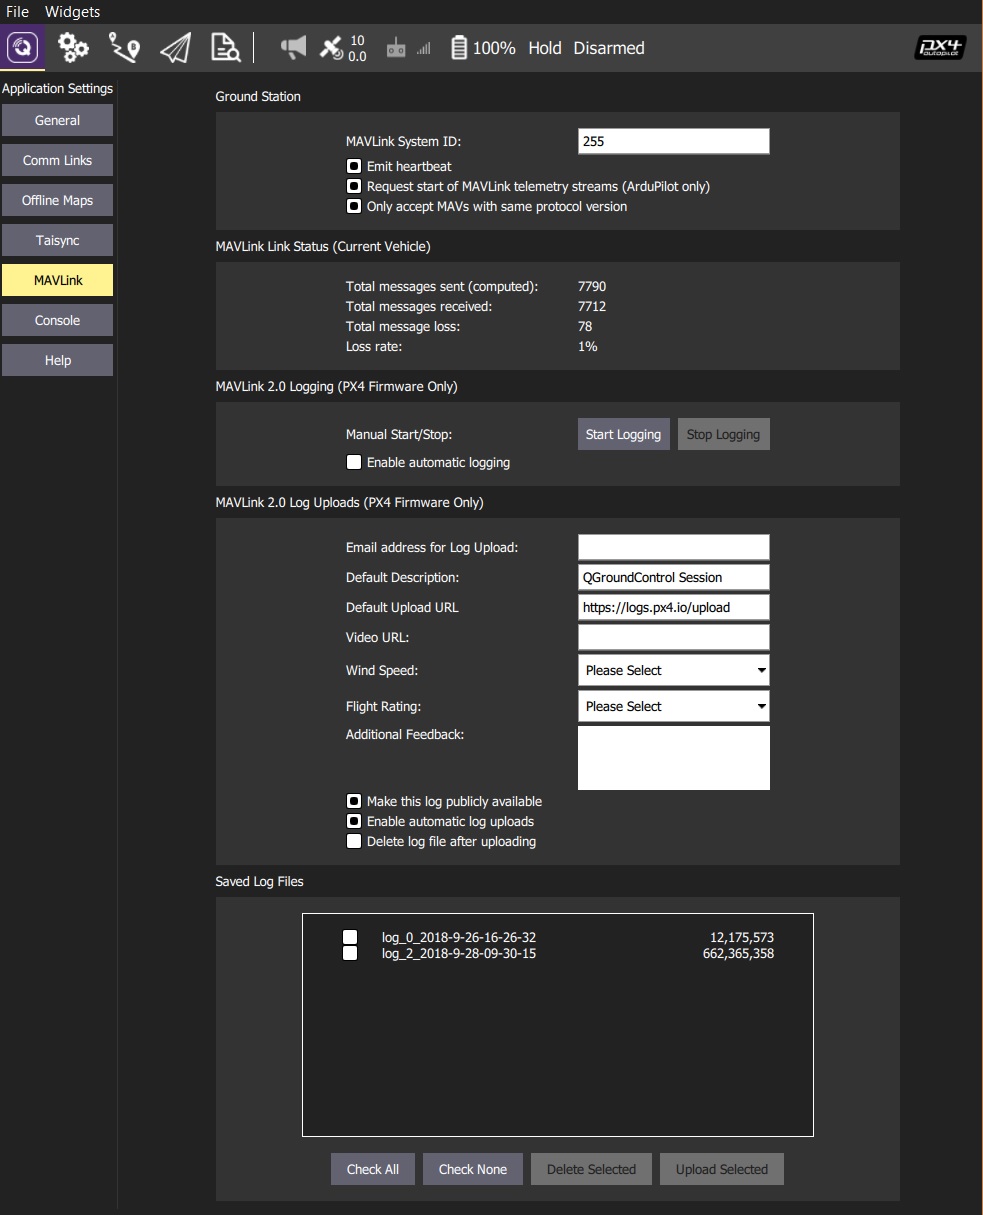 File Widgets
10
0.0
100% Hold Disarmed
px4
autopilot
Application Settings
General
Comm Links
Offline Maps
Taisync
MAVLink
Console
Help
Ground Station
MAVLink System ID: 255
Emit heartbeat
Request start of MAVLink telemetry streams (ArduPilot only)
Only accept MAVs with same protocol version
MAVLink Link Status (Current Vehicle)
Total messages sent (computed): 7790
Total messages received: 7712
Total message loss: 78
Loss rate: 1%
MAVLink 2.0 Logging (PX4 Firmware Only)
Manual Start/Stop: Start Logging Stop Logging
Enable automatic logging
MAVLink 2.0 Log Uploads (PX4 Firmware Only)
Email address for Log Upload:
Default Description: QGroundControl Session
Default Upload URL https://logs.px4.io/upload
Video URL:
Wind Speed: Please Select
Flight Rating: Please Select
Additional Feedback:
Make this log publicly available
Enable automatic log uploads
Delete log file after uploading
Saved Log Files
log_0_2018-9-26-16-26-32 12,175,573
log_2_2018-9-28-09-30-15 662,365,358
Check All Check None Delete Selected Upload Selected